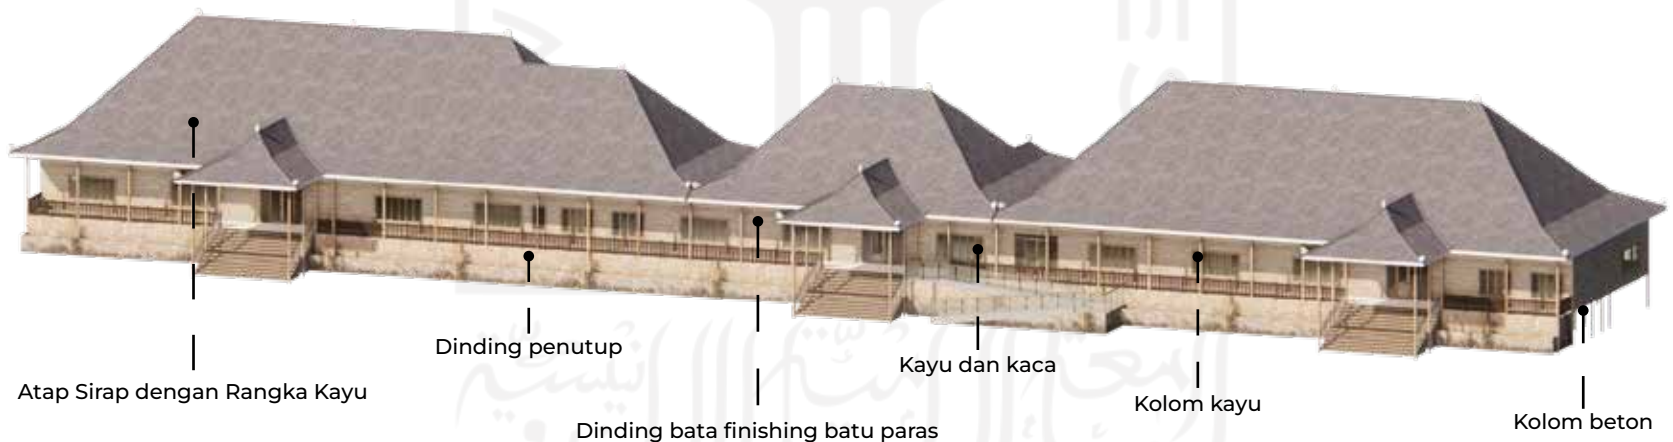 Dinding penutup
Kayu dan kaca
Atap Sirap dengan Rangka Kayu
Kolom kayu
Kolom beton
Dinding bata finishing batu paras